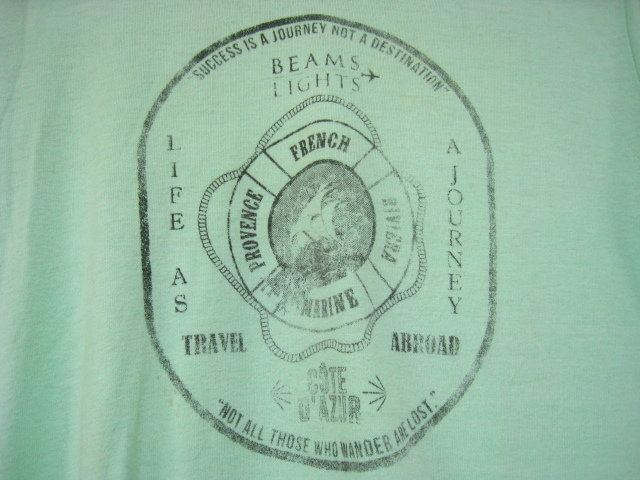 "SUCCESS IS A JOURNEY NOT A DESTINATION"
BEAMS
LIGHTS
LIFE AS
A JOURNEY
FRENCH
RIVIERA
PROVENCE
MARINE
TRAVEL
ABROAD
CÔTE
D'AZUR
"NOT ALL THOSE WHO WANDER ARE LOST."